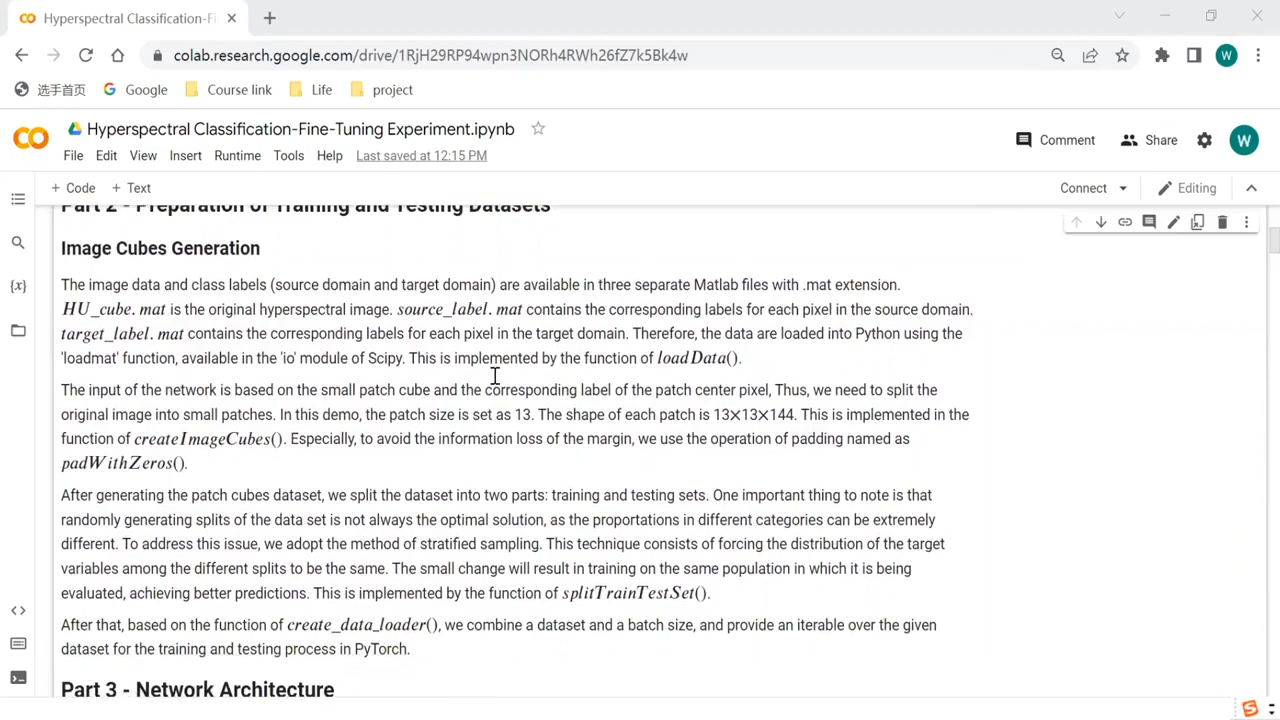 Hyperspectral Classification-Fi
colab.research.google.com/drive/1RjH29RP94wpn3NORh4RWh26fZ7k5Bk4w
W
选手首页 Google Course link Life project
Hyperspectral Classification-Fine-Tuning Experiment.ipynb
Comment Share W
File Edit View Insert Runtime Tools Help Last saved at 12:15 PM
+ Code + Text Connect Editing
Part 2 - Preparation of Training and Testing Datasets
Image Cubes Generation
The image data and class labels (source domain and target domain) are available in three separate Matlab files with .mat extension.
HU_cube.mat is the original hyperspectral image. source_label.mat contains the corresponding labels for each pixel in the source domain.
target_label.mat contains the corresponding labels for each pixel in the target domain. Therefore, the data are loaded into Python using the
'loadmat' function, available in the 'io' module of Scipy. This is implemented by the function of loadData().
The input of the network is based on the small patch cube and the corresponding label of the patch center pixel, Thus, we need to split the
original image into small patches. In this demo, the patch size is set as 13. The shape of each patch is 13×13×144. This is implemented in the
function of createImageCubes(). Especially, to avoid the information loss of the margin, we use the operation of padding named as
padWithZeros().
After generating the patch cubes dataset, we split the dataset into two parts: training and testing sets. One important thing to note is that
randomly generating splits of the data set is not always the optimal solution, as the proportations in different categories can be extremely
different. To address this issue, we adopt the method of stratified sampling. This technique consists of forcing the distribution of the target
variables among the different splits to be the same. The small change will result in training on the same population in which it is being
evaluated, achieving better predictions. This is implemented by the function of splitTrainTestSet().
After that, based on the function of create_data_loader(), we combine a dataset and a batch size, and provide an iterable over the given
dataset for the training and testing process in PyTorch.
Part 3 - Network Architecture